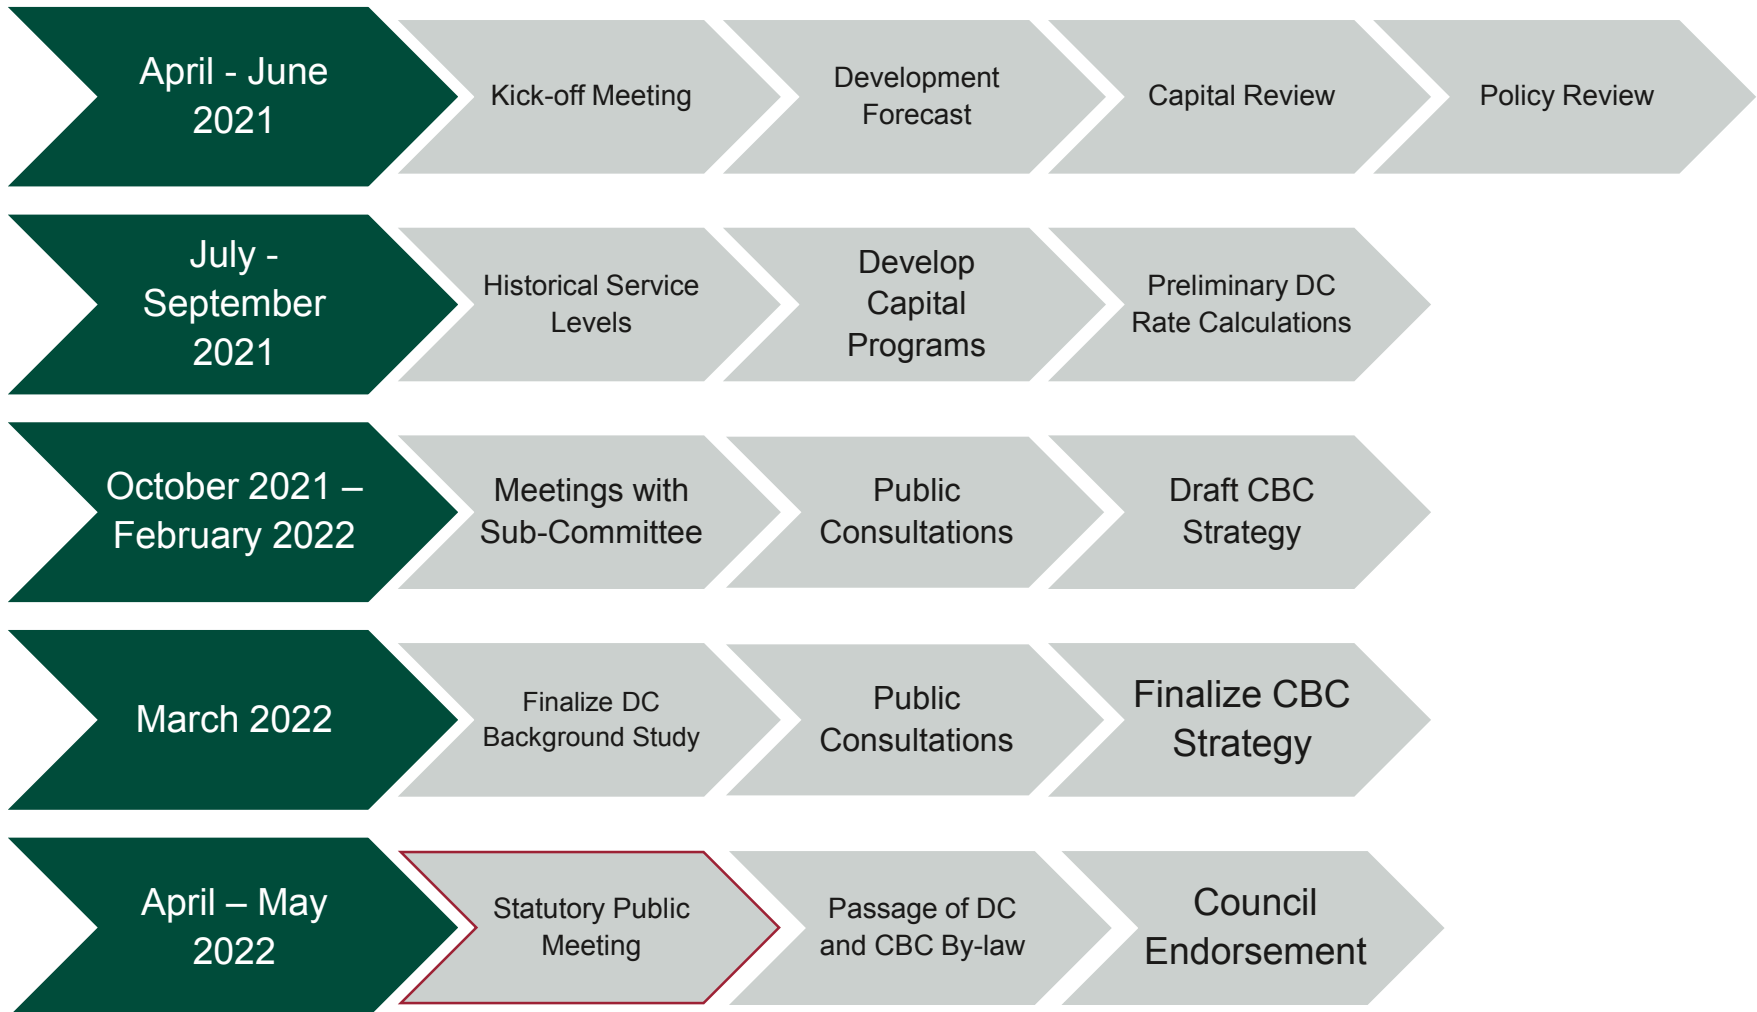 April - June
2021
Kick-off Meeting
Development
Forecast
Capital Review
Policy Review
July -
September
2021
Historical Service
Levels
Develop
Capital
Programs
Preliminary DC
Rate Calculations
October 2021 –
February 2022
Meetings with
Sub-Committee
Public
Consultations
Draft CBC
Strategy
March 2022
Finalize DC
Background Study
Public
Consultations
Finalize CBC
Strategy
April – May
2022
Statutory Public
Meeting
Passage of DC
and CBC By-law
Council
Endorsement